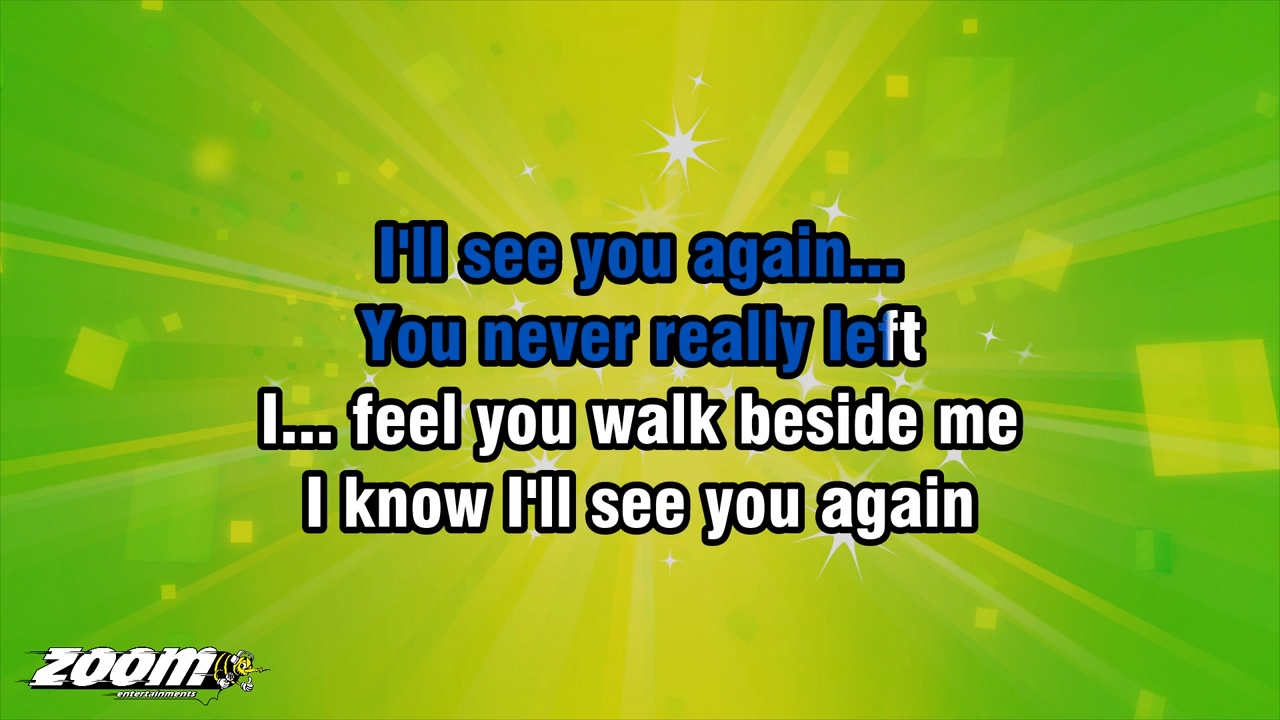 I'll see you again...
You never really left
I... feel you walk beside me
I know I'll see you again
zoom
entertainments